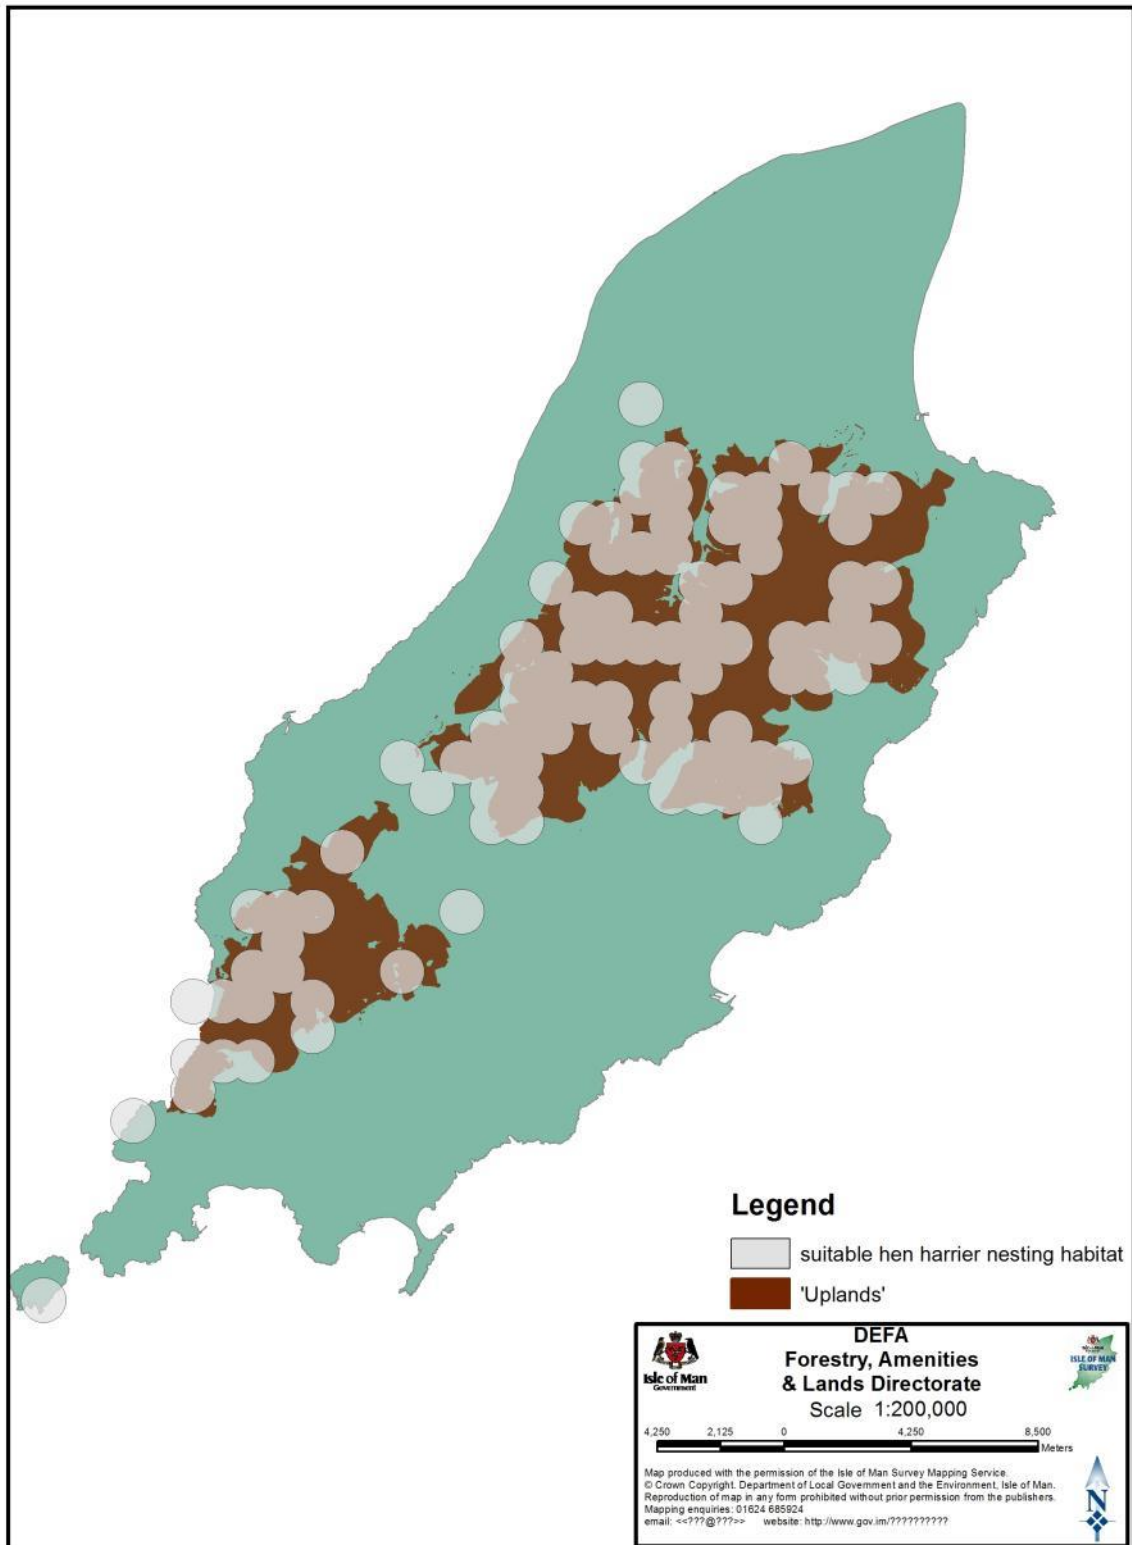 Legend
suitable hen harrier nesting habitat
'Uplands'
DEFA
Forestry, Amenities
& Lands Directorate
Scale 1:200,000
Isle of Man
Government
ISLE OF MAN
SURVEY
4,250 2,125 0 4,250 8,500
Meters
Map produced with the permission of the Isle of Man Survey Mapping Service.
© Crown Copyright. Department of Local Government and the Environment, Isle of Man.
Reproduction of map in any form prohibited without prior permission from the publishers.
Mapping enquiries: 01624 685924
email: <<???@???>> website: http://www.gov.im/??????????
N